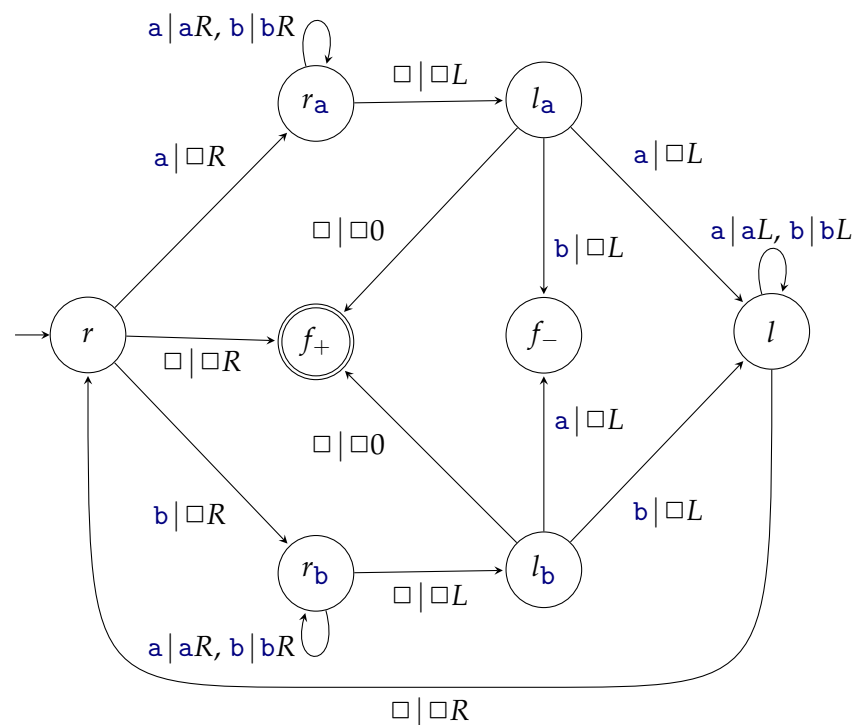 a|aR, b|bR
□|□L
r_a
l_a
a|□R
a|□L
□|□0
b|□L
a|aL, b|bL
r
f_+
f_−
l
□|□R
a|□L
□|□0
b|□R
b|□L
r_b
l_b
□|□L
a|aR, b|bR
□|□R